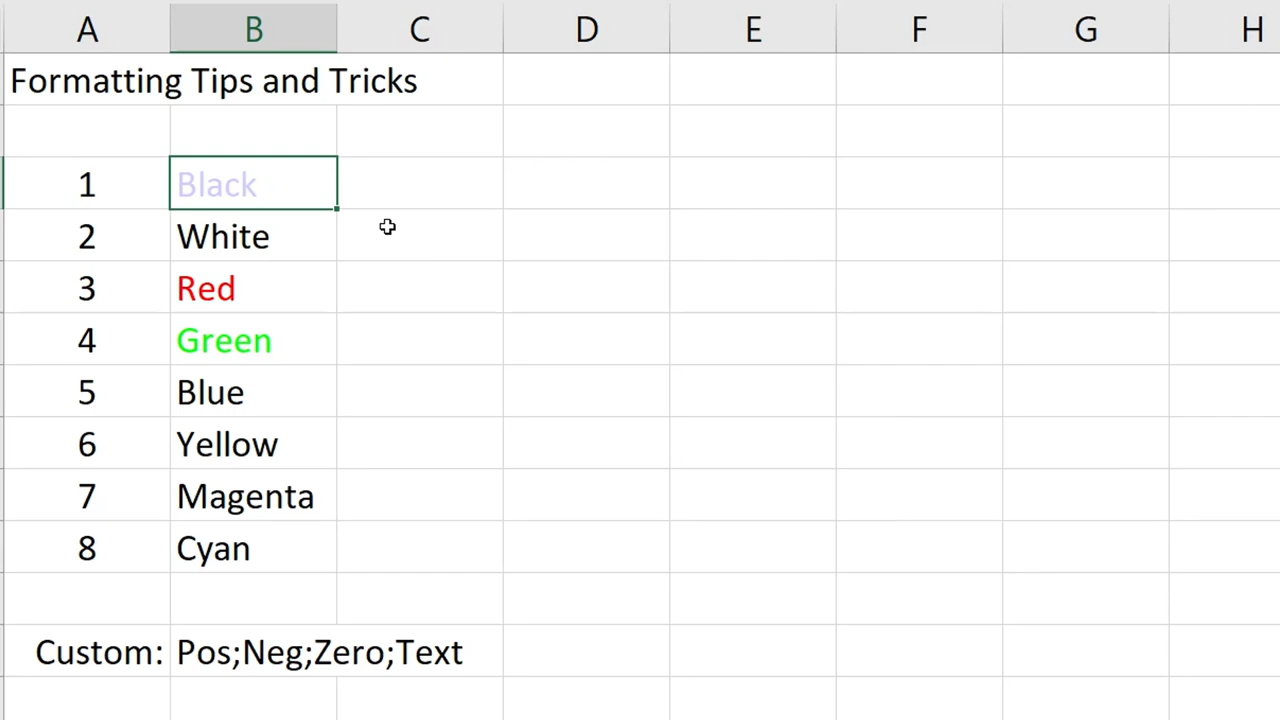 A B C D E F G H
Formatting Tips and Tricks
1 Black
2 White
3 Red
4 Green
5 Blue
6 Yellow
7 Magenta
8 Cyan
Custom: Pos;Neg;Zero;Text